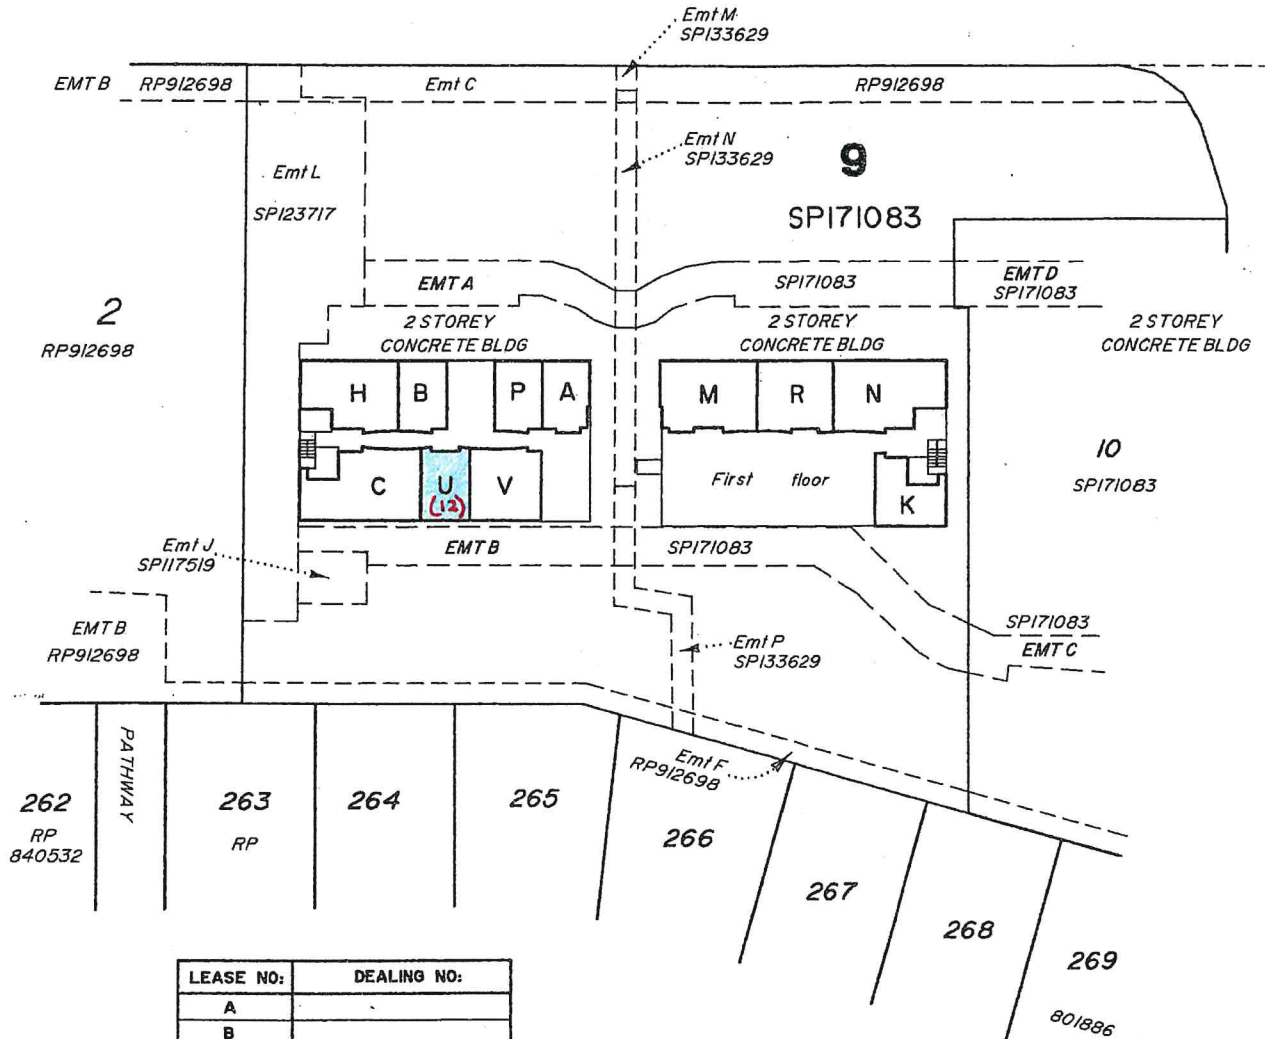 Emt M
SP133629
EMT B RP912698 Emt C RP912698
Emt N
SP133629
9
SP171083
Emt L
SP123717
EMT A SP171083
EMT D
SP171083
2
RP912698
2 STOREY
CONCRETE BLDG
2 STOREY
CONCRETE BLDG
2 STOREY
CONCRETE BLDG
H B P A M R N
C U V
(12)
First floor
K
10
SP171083
Emt J
SP117519
EMT B SP171083
EMT B
RP912698
SP171083
EMT C
Emt P
SP133629
Emt F
RP912698
PATHWAY
262
RP
840532
263
RP
264
265
266
267
268
269
801886
LEASE NO: DEALING NO:
A
B